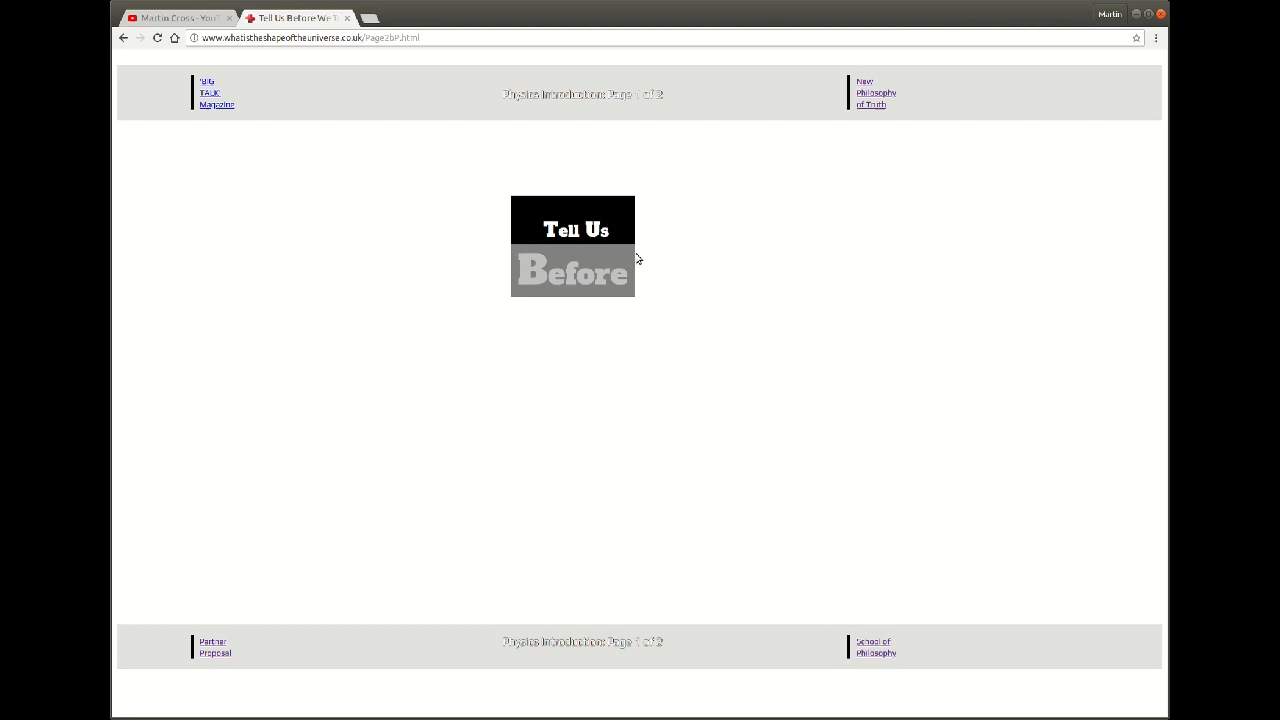 Martin Cross - YouT
Tell Us Before We T
Martin
www.whatistheshapeoftheuniverse.co.uk/Page2bP.html
'BIG
TALK'
Magazine
Physics Introduction: Page 1 of 2
New
Philosophy
of Truth
Tell Us
Before
Partner
Proposal
Physics Introduction: Page 1 of 2
School of
Philosophy